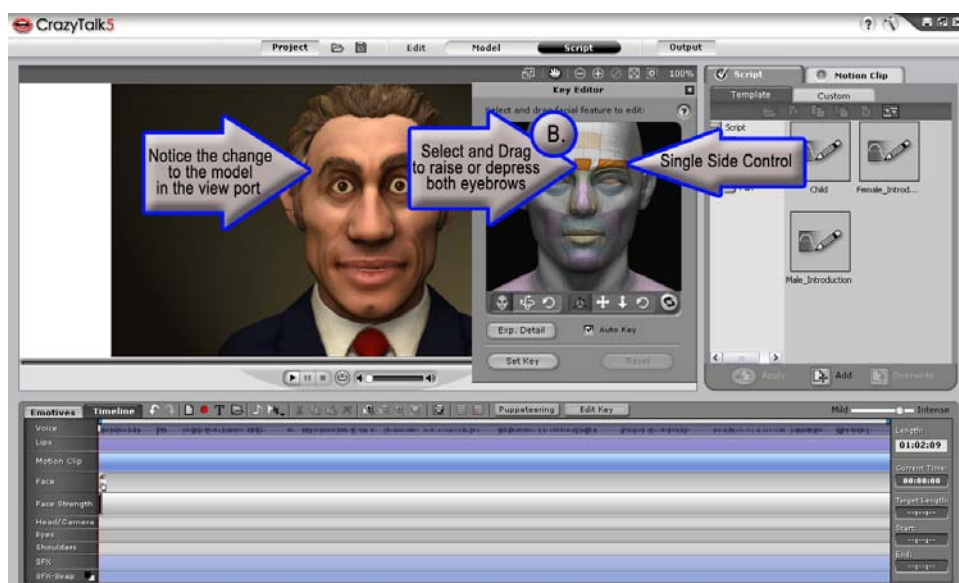 CrazyTalk5
Project
Edit
Model
Script
Output
100%
Key Editor
Select and drag facial feature to edit:
B.
Notice the change
to the model
in the view port
Select and Drag
to raise or depress
both eyebrows
Single Side Control
Exp. Detail
Auto Key
Set Key
Reset
Script
Motion Clip
Template
Custom
Script
Child
Female_Introd...
Male_Introduction
Apply
Add
Overwrite
Emotives
Timeline
Puppeteering
Edit Key
Mild
Intense
Voice
Lips
Motion Clip
Face
Face Strength
Head/Camera
Eyes
Shoulders
SFX
SFX-Swap
Length:
01:02:09
Current Time:
00:00:00
Target Length:
--:--:--
Start:
--:--:--
End:
--:--:--